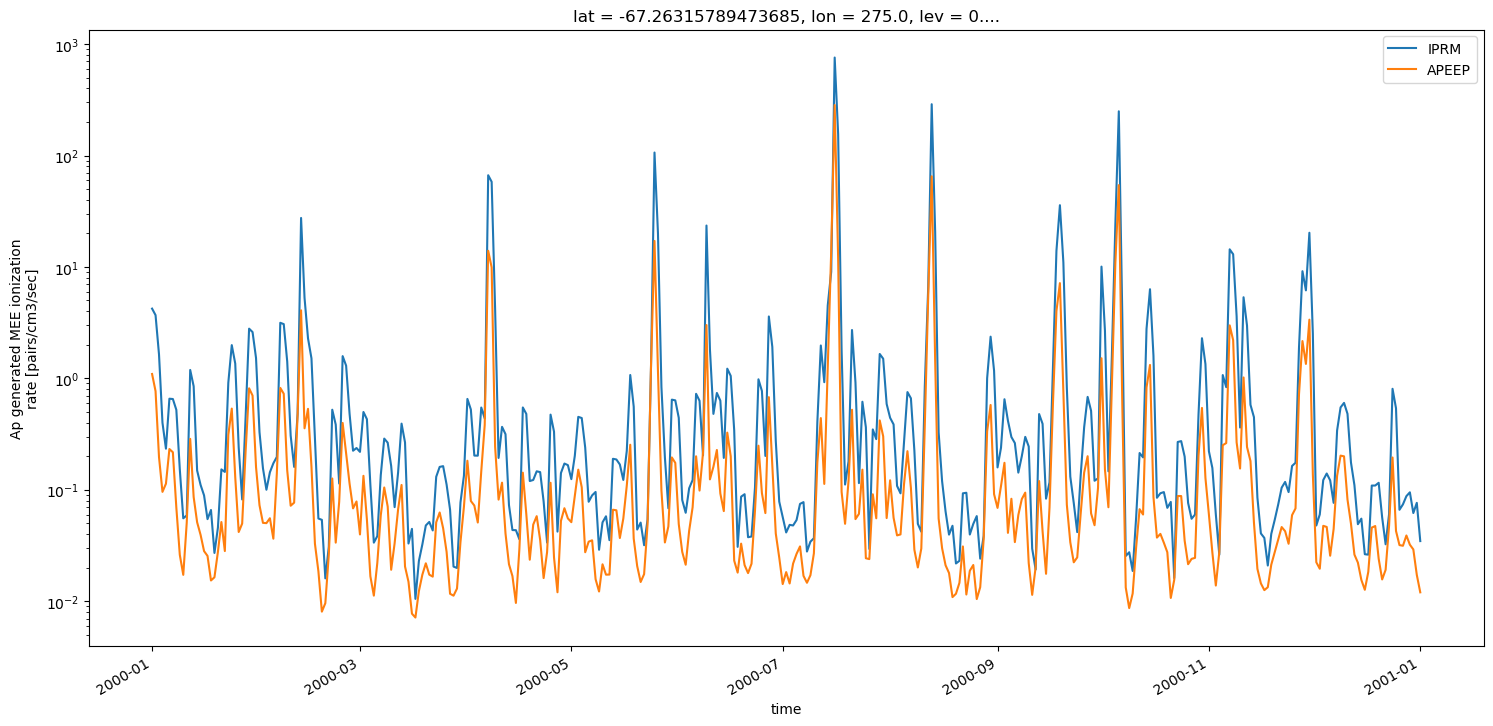 lat = -67.26315789473685, lon = 275.0, lev = 0....
IPRM
APEEP
Ap generated MEE ionization
rate [pairs/cm3/sec]
10³
10²
10¹
10⁰
10⁻¹
10⁻²
2000-01
2000-03
2000-05
2000-07
2000-09
2000-11
2001-01
time